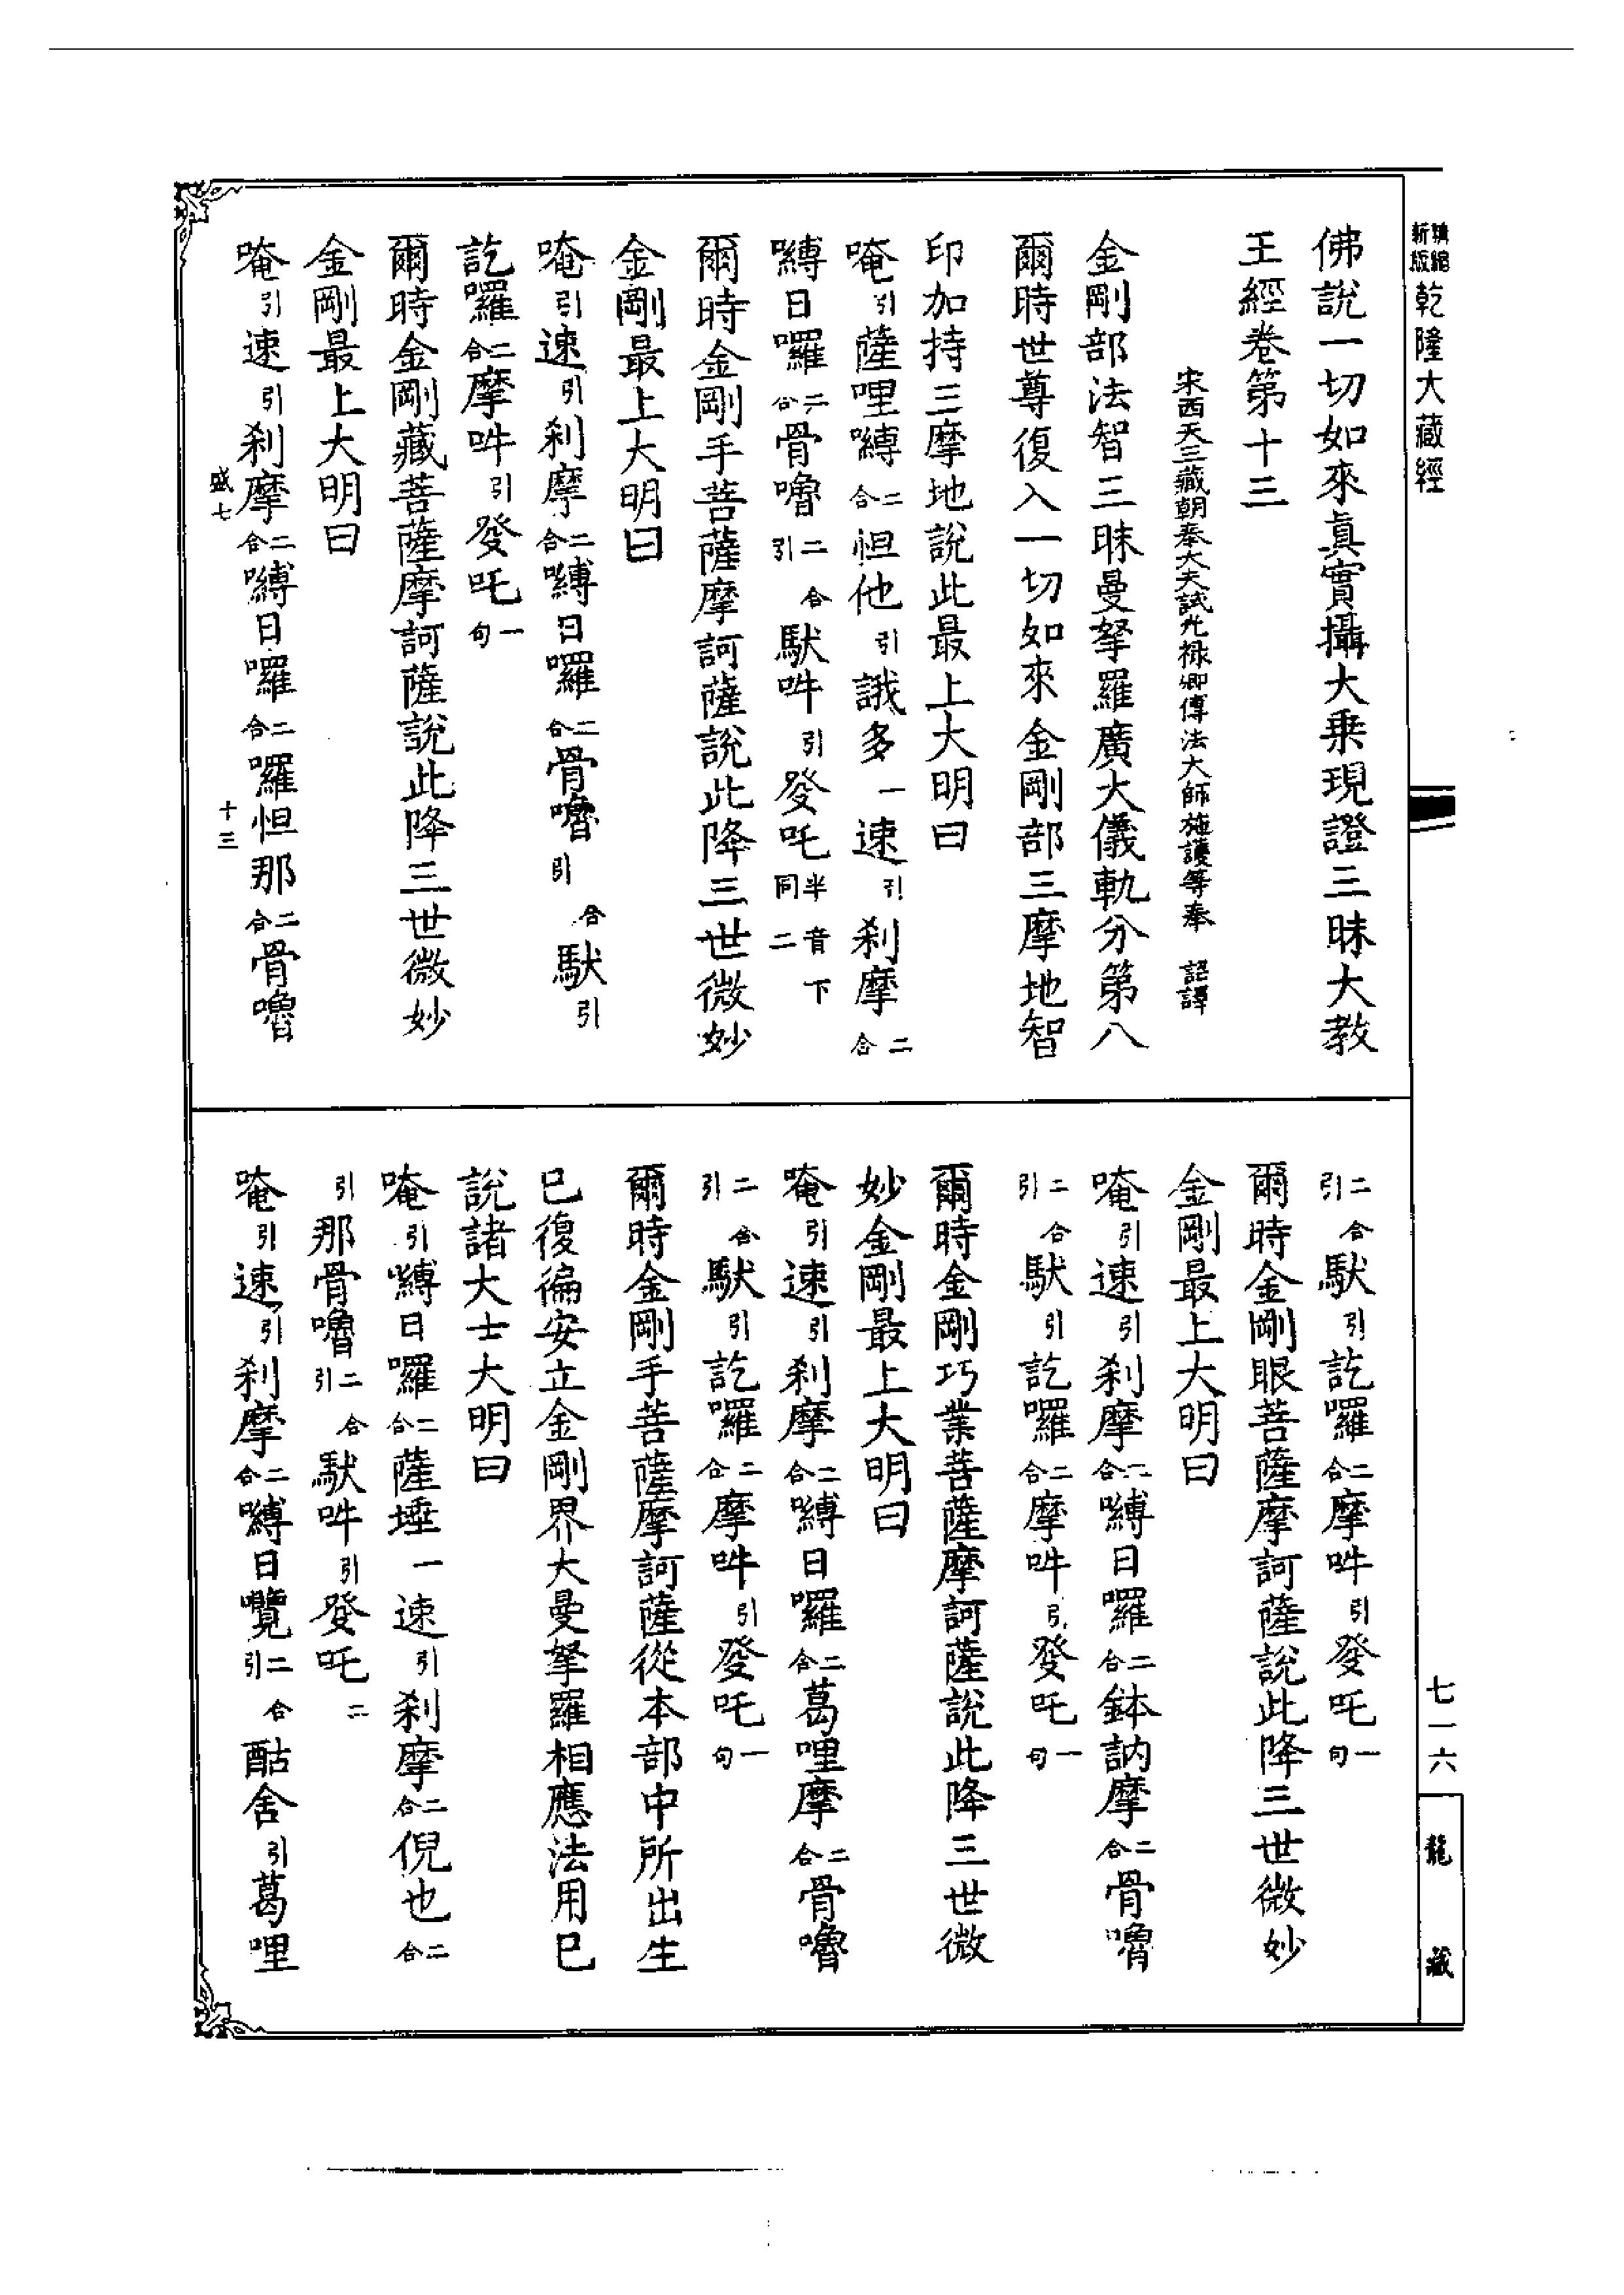 精縮新版乾隆大藏經
佛說一切如來眞實攝大乗現證三昧大教
王經卷第十三
宋西天三藏朝奉大夫試光祿卿傳法大師施護等奉　詔譯
金剛部法智三昧曼拏羅廣大儀軌分第八
爾時世尊復入一切如來金剛部三摩地智
印加持三摩地說此最上大明曰
唵引薩哩嚩二合怛他引誐多一速引刹摩二合
嚩日囉二合骨嚕二合引馱吽引發吒半音下同二
爾時金剛手菩薩摩訶薩說此降三世微妙
金剛最上大明曰
唵引速引刹摩二合嚩日囉二合骨嚕引合馱引
訖囉二合摩吽引發吒一句
爾時金剛藏菩薩摩訶薩說此降三世微妙
金剛最上大明曰
唵引速引刹摩二合嚩日囉二合囉怛那二合骨嚕
盛七　十三
二合引馱引訖囉二合摩吽引發吒一句
爾時金剛眼菩薩摩訶薩說此降三世微妙
金剛最上大明曰
唵引速引刹摩二合嚩日囉二合鉢訥摩二合骨嚕
二合引馱引訖囉二合摩吽引發吒一句
爾時金剛巧業菩薩摩訶薩說此降三世微
妙金剛最上大明曰
唵引速引刹摩二合嚩日囉二合葛哩摩二合骨嚕
二合引馱引訖囉二合摩吽引發吒一句
爾時金剛手菩薩摩訶薩從本部中所出生
已復徧安立金剛界大曼拏羅相應法用已
說諸大士大明曰
唵引嚩日囉二合薩埵一速引刹摩二合倪也二合
引那骨嚕二合引馱吽引發吒二
唵引速引刹摩二合嚩日囕二合引酤舍引葛哩
七一六
龍藏